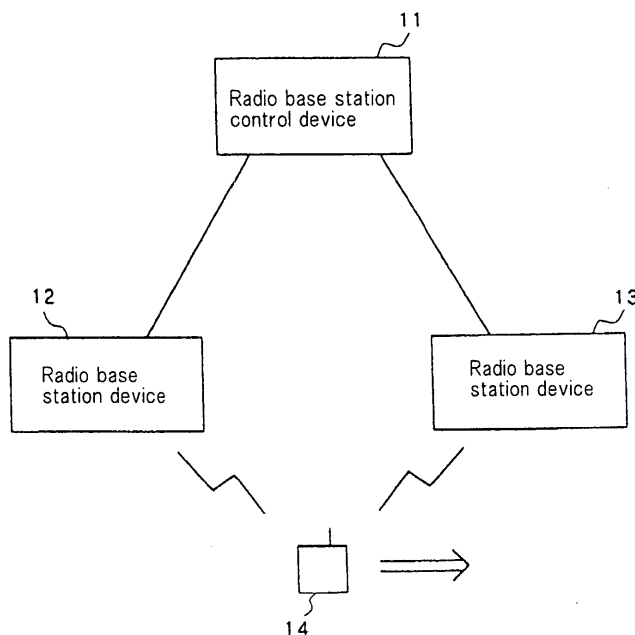 11
Radio base station
control device
12
13
Radio base
station device
Radio base
station device
14